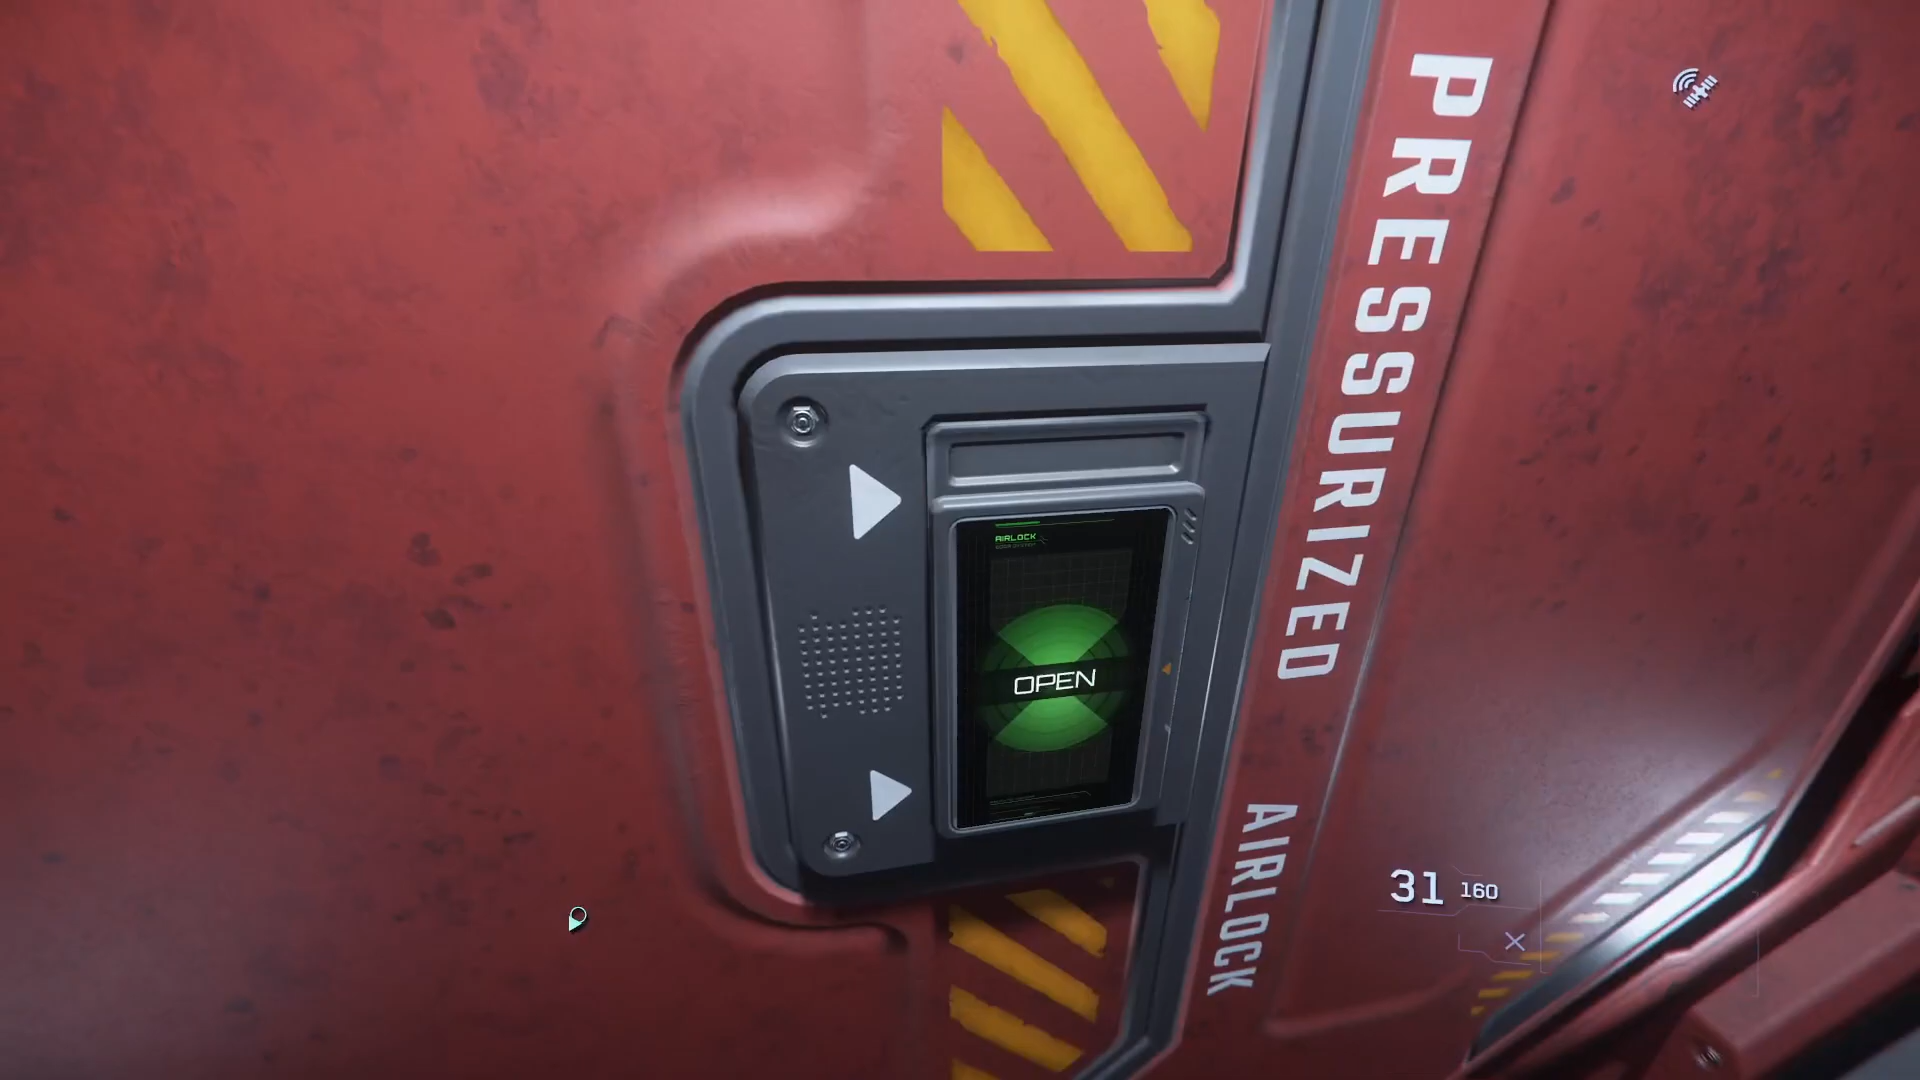 PRESSURIZED
AIRLOCK
AIRLOCK
OPEN
31 160